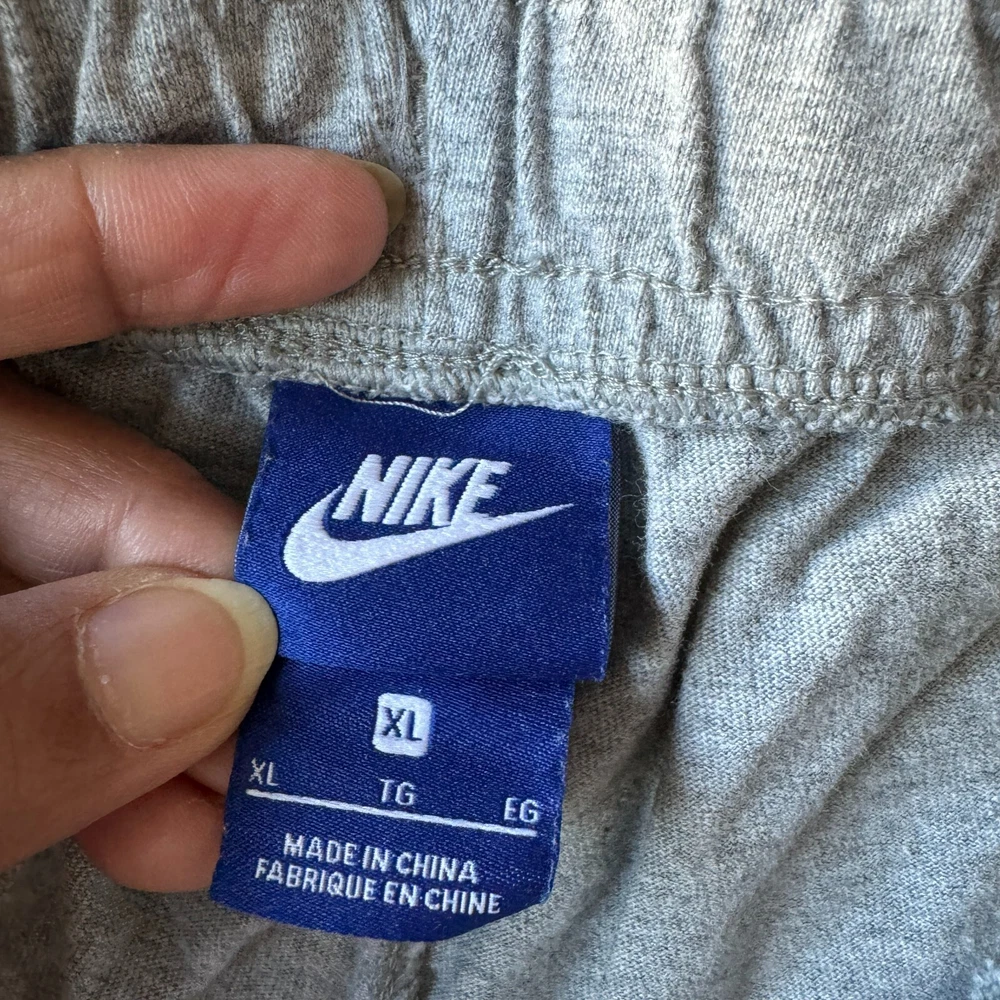 NIKE
XL
XL TG EG
MADE IN CHINA
FABRIQUE EN CHINE